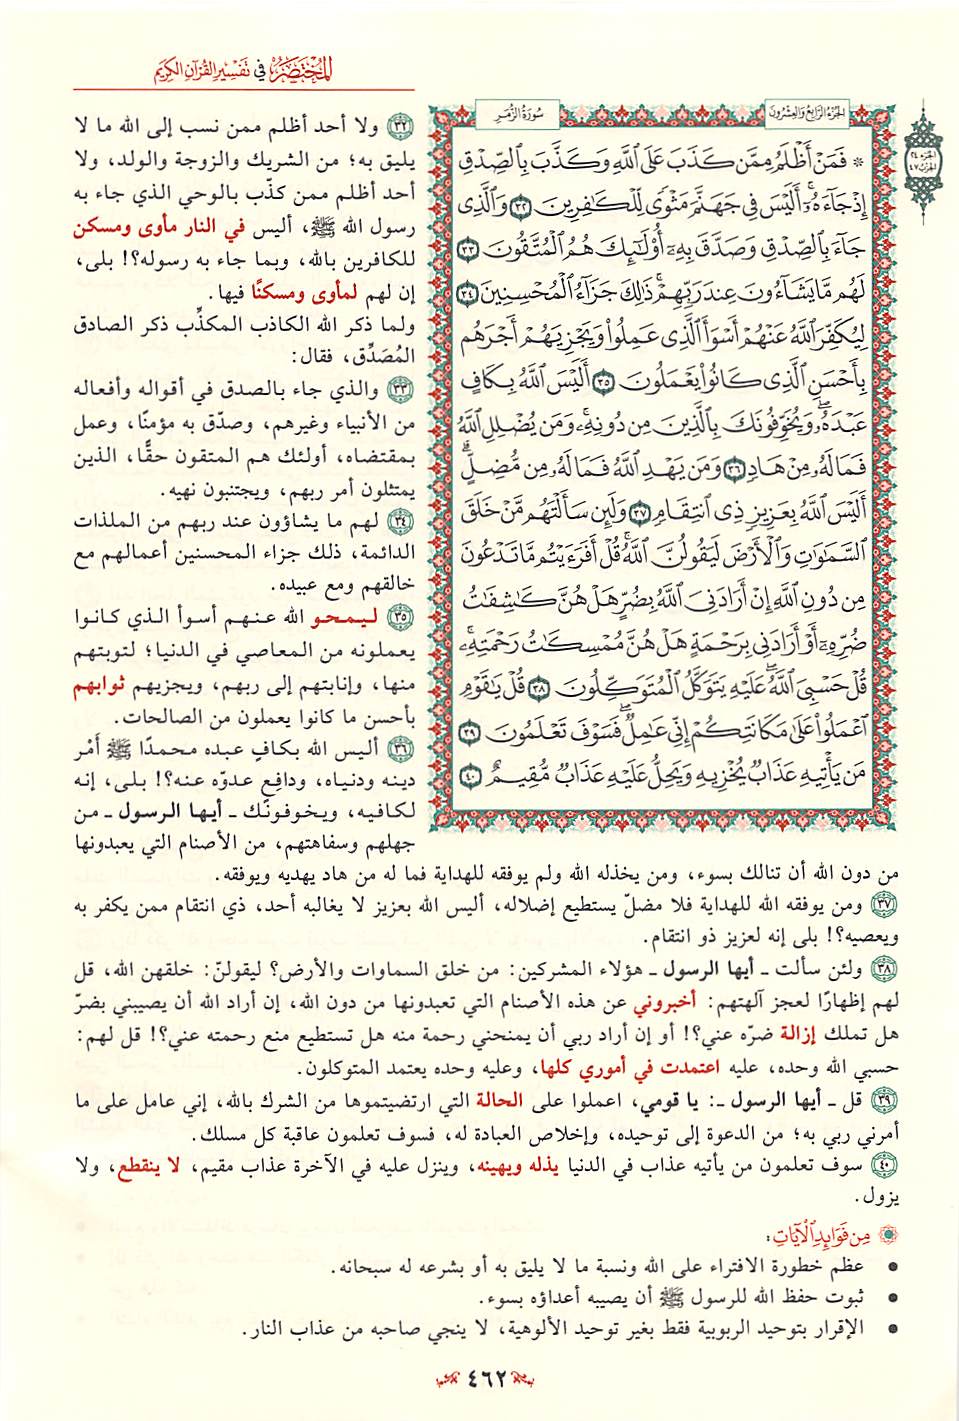 المختصر في تفسير القرآن الكريم
الجزء الرابع والعشرون
سورة الزمر
الجزء ٢٤
الحزب ٤٧
۞ فَمَنْ أَظْلَمُ مِمَّن كَذَبَ عَلَى ٱللَّهِ وَكَذَّبَ بِٱلصِّدْقِ
إِذْ جَآءَهُۥٓۚ أَلَيْسَ فِى جَهَنَّمَ مَثْوًى لِّلْكَٰفِرِينَ ٣٢ وَٱلَّذِى
جَآءَ بِٱلصِّدْقِ وَصَدَّقَ بِهِۦٓ أُو۟لَٰٓئِكَ هُمُ ٱلْمُتَّقُونَ ٣٣
لَهُم مَّا يَشَآءُونَ عِندَ رَبِّهِمْۚ ذَٰلِكَ جَزَآءُ ٱلْمُحْسِنِينَ ٣٤
لِيُكَفِّرَ ٱللَّهُ عَنْهُمْ أَسْوَأَ ٱلَّذِى عَمِلُوا۟ وَيَجْزِيَهُمْ أَجْرَهُم
بِأَحْسَنِ ٱلَّذِى كَانُوا۟ يَعْمَلُونَ ٣٥ أَلَيْسَ ٱللَّهُ بِكَافٍ
عَبْدَهُۥۖ وَيُخَوِّفُونَكَ بِٱلَّذِينَ مِن دُونِهِۦۚ وَمَن يُضْلِلِ ٱللَّهُ
فَمَا لَهُۥ مِنْ هَادٍ ٣٦ وَمَن يَهْدِ ٱللَّهُ فَمَا لَهُۥ مِن مُّضِلٍّۗ
أَلَيْسَ ٱللَّهُ بِعَزِيزٍ ذِى ٱنتِقَامٍ ٣٧ وَلَئِن سَأَلْتَهُم مَّنْ خَلَقَ
ٱلسَّمَٰوَٰتِ وَٱلْأَرْضَ لَيَقُولُنَّ ٱللَّهُۚ قُلْ أَفَرَءَيْتُم مَّا تَدْعُونَ
مِن دُونِ ٱللَّهِ إِنْ أَرَادَنِىَ ٱللَّهُ بِضُرٍّ هَلْ هُنَّ كَٰشِفَٰتُ
ضُرِّهِۦٓ أَوْ أَرَادَنِى بِرَحْمَةٍ هَلْ هُنَّ مُمْسِكَٰتُ رَحْمَتِهِۦۚ
قُلْ حَسْبِىَ ٱللَّهُۖ عَلَيْهِ يَتَوَكَّلُ ٱلْمُتَوَكِّلُونَ ٣٨ قُلْ يَٰقَوْمِ
ٱعْمَلُوا۟ عَلَىٰ مَكَانَتِكُمْ إِنِّى عَٰمِلٌۖ فَسَوْفَ تَعْلَمُونَ ٣٩
مَن يَأْتِيهِ عَذَابٌ يُخْزِيهِ وَيَحِلُّ عَلَيْهِ عَذَابٌ مُّقِيمٌ ٤٠
٣٢ ولا أحد أظلم ممن نسب إلى الله ما لا
يليق به؛ من الشريك والزوجة والولد، ولا
أحد أظلم ممن كذّب بالوحي الذي جاء به
رسول الله ﷺ، أليس في النار مأوى ومسكن
للكافرين بالله، وبما جاء به رسوله؟! بلى،
إن لهم لمأوى ومسكنًا فيها.
ولما ذكر الله الكاذب المكذِّب ذكر الصادق
المُصَدِّق، فقال:
٣٣ والذي جاء بالصدق في أقواله وأفعاله
من الأنبياء وغيرهم، وصدّق به مؤمنًا، وعمل
بمقتضاه، أولئك هم المتقون حقًّا، الذين
يمتثلون أمر ربهم، ويجتنبون نهيه.
٣٤ لهم ما يشاؤون عند ربهم من الملذات
الدائمة، ذلك جزاء المحسنين أعمالهم مع
خالقهم ومع عبيده.
٣٥ ليمحو الله عنهم أسوأ الذي كانوا
يعملونه من المعاصي في الدنيا؛ لتوبتهم
منها، وإنابتهم إلى ربهم، ويجزيهم ثوابهم
بأحسن ما كانوا يعملون من الصالحات.
٣٦ أليس الله بكافٍ عبده محمدًا ﷺ أَمْر
دينه ودنياه، ودافع عدوّه عنه؟! بلى، إنه
لكافيه، ويخوفونك ـ أيها الرسول ـ من
جهلهم وسفاهتهم، من الأصنام التي يعبدونها
من دون الله أن تنالك بسوء، ومن يخذله الله ولم يوفقه للهداية فما له من هاد يهديه ويوفقه.
٣٧ ومن يوفقه الله للهداية فلا مضلّ يستطيع إضلاله، أليس الله بعزيز لا يغالبه أحد، ذي انتقام ممن يكفر به
ويعصيه؟! بلى إنه لعزيز ذو انتقام.
٣٨ ولئن سألت ـ أيها الرسول ـ هؤلاء المشركين: من خلق السماوات والأرض؟ ليقولنّ: خلقهن الله، قل
لهم إظهارًا لعجز آلهتهم: أخبروني عن هذه الأصنام التي تعبدونها من دون الله، إن أراد الله أن يصيبني بضرّ
هل تملك إزالة ضرّه عني؟! أو إن أراد ربي أن يمنحني رحمة منه هل تستطيع منع رحمته عني؟! قل لهم:
حسبي الله وحده، عليه اعتمدت في أموري كلها، وعليه وحده يعتمد المتوكلون.
٣٩ قل ـ أيها الرسول ـ: يا قومي، اعملوا على الحالة التي ارتضيتموها من الشرك بالله، إني عامل على ما
أمرني ربي به؛ من الدعوة إلى توحيده، وإخلاص العبادة له، فسوف تعلمون عاقبة كل مسلك.
٤٠ سوف تعلمون من يأتيه عذاب في الدنيا يذله ويهينه، وينزل عليه في الآخرة عذاب مقيم، لا ينقطع، ولا
يزول.
من فوائد الآيات:
• عظم خطورة الافتراء على الله ونسبة ما لا يليق به أو بشرعه له سبحانه.
• ثبوت حفظ الله للرسول ﷺ أن يصيبه أعداؤه بسوء.
• الإقرار بتوحيد الربوبية فقط بغير توحيد الألوهية، لا ينجي صاحبه من عذاب النار.
٤٦٢